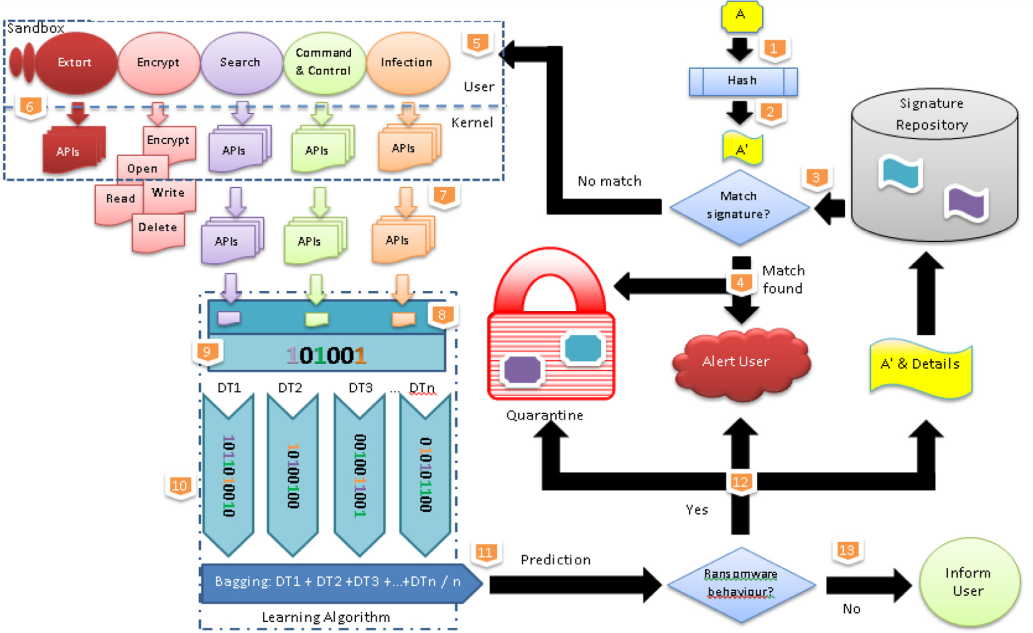 Sandbox
Extort
Encrypt
Search
Command
& Control
Infection
5
User
6
Kernel
APIs
Encrypt
Open
Read
Write
Delete
APIs
APIs
APIs
7
APIs
APIs
APIs
8
9
101001
DT1
DT2
DT3
...
DTn
10
1011010010
10100100
0010011001
010101100
Bagging: DT1 + DT2 +DT3 +...+DTn / n
Learning Algorithm
A
1
Hash
2
A'
3
Match
signature?
No match
Signature
Repository
4
Match
found
Alert User
Quarantine
A' & Details
12
Yes
11
Prediction
Ransomware
behaviour?
13
No
Inform
User